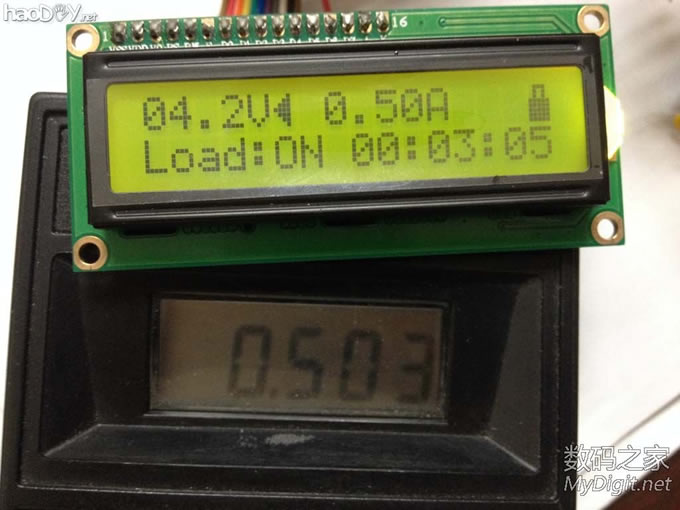 haoDIY.net
1
16
04.2V 0.50A
Load:ON 00:03:05
0.503
数码之家
MyDigit.net